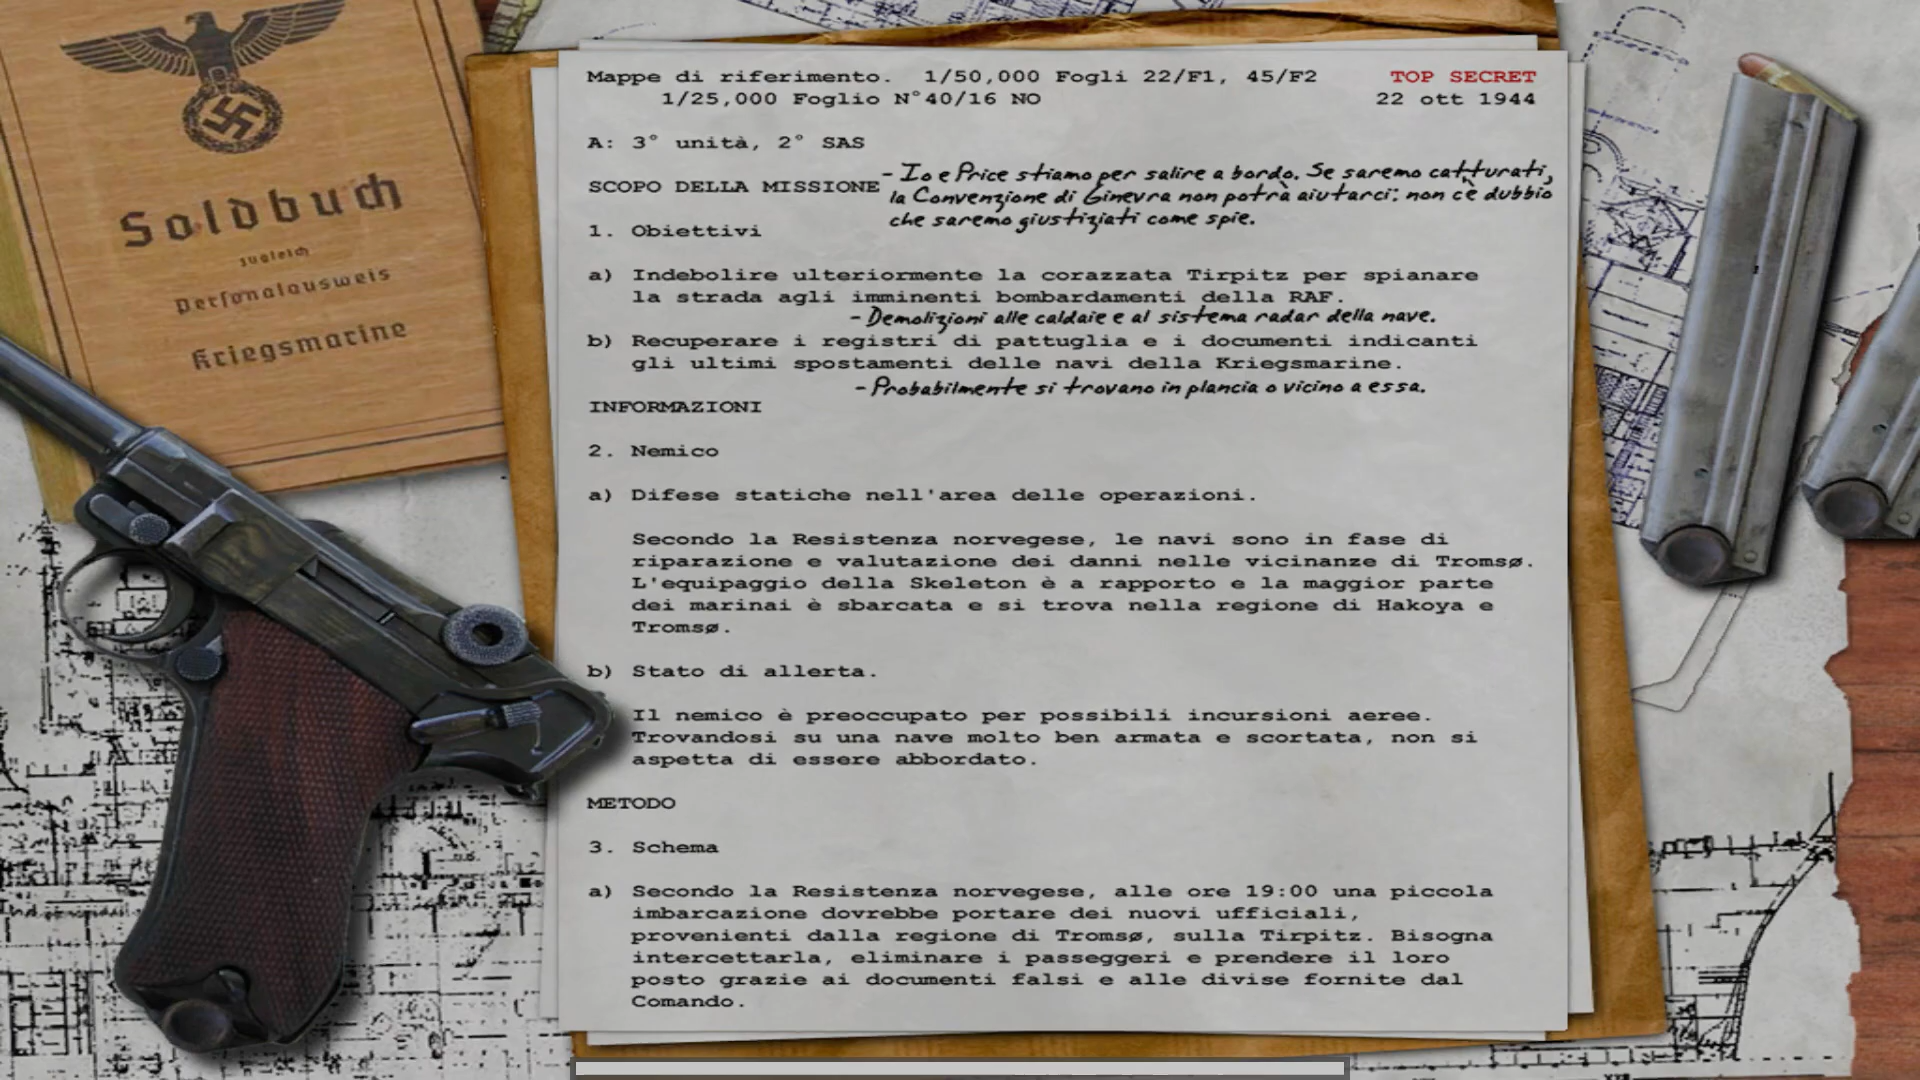 Soldbuch
zugleich
Personalausweis
Kriegsmarine
Mappe di riferimento. 1/50,000 Fogli 22/F1, 45/F2 TOP SECRET
1/25,000 Foglio N°40/16 NO 22 ott 1944
A: 3° unità, 2° SAS
- Io e Price stiamo per salire a bordo. Se saremo catturati,
SCOPO DELLA MISSIONE
la Convenzione di Ginevra non potrà aiutarci: non c'è dubbio
che saremo giustiziati come spie.
1. Obiettivi
a) Indebolire ulteriormente la corazzata Tirpitz per spianare
la strada agli imminenti bombardamenti della RAF.
- Demolizioni alle caldaie e al sistema radar della nave.
b) Recuperare i registri di pattuglia e i documenti indicanti
gli ultimi spostamenti delle navi della Kriegsmarine.
- Probabilmente si trovano in plancia o vicino a essa.
INFORMAZIONI
2. Nemico
a) Difese statiche nell'area delle operazioni.
Secondo la Resistenza norvegese, le navi sono in fase di
riparazione e valutazione dei danni nelle vicinanze di Tromsø.
L'equipaggio della Skeleton è a rapporto e la maggior parte
dei marinai è sbarcata e si trova nella regione di Hakoya e
Tromsø.
b) Stato di allerta.
Il nemico è preoccupato per possibili incursioni aeree.
Trovandosi su una nave molto ben armata e scortata, non si
aspetta di essere abbordato.
METODO
3. Schema
a) Secondo la Resistenza norvegese, alle ore 19:00 una piccola
imbarcazione dovrebbe portare dei nuovi ufficiali,
provenienti dalla regione di Tromsø, sulla Tirpitz. Bisogna
intercettarla, eliminare i passeggeri e prendere il loro
posto grazie ai documenti falsi e alle divise fornite dal
Comando.